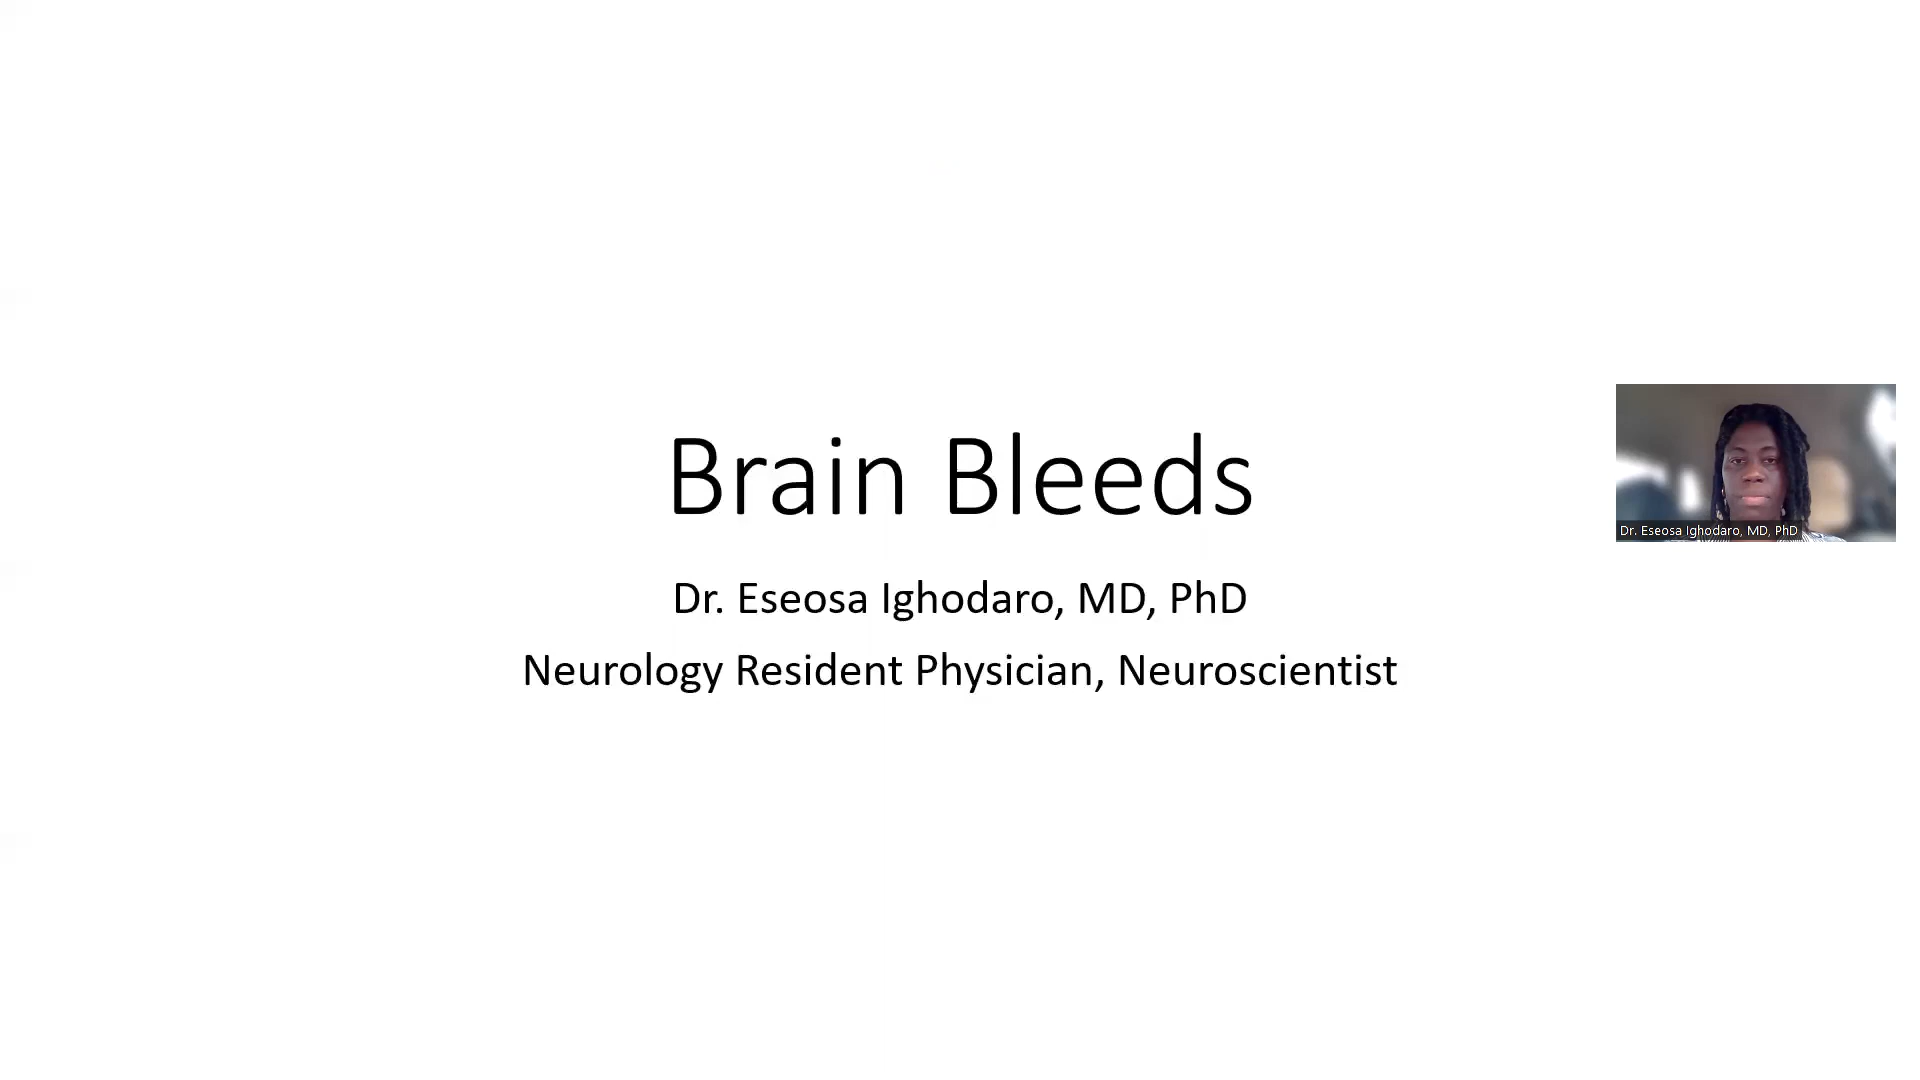 Brain Bleeds
Dr. Eseosa Ighodaro, MD, PhD
Neurology Resident Physician, Neuroscientist
Dr. Eseosa Ighodaro, MD, PhD